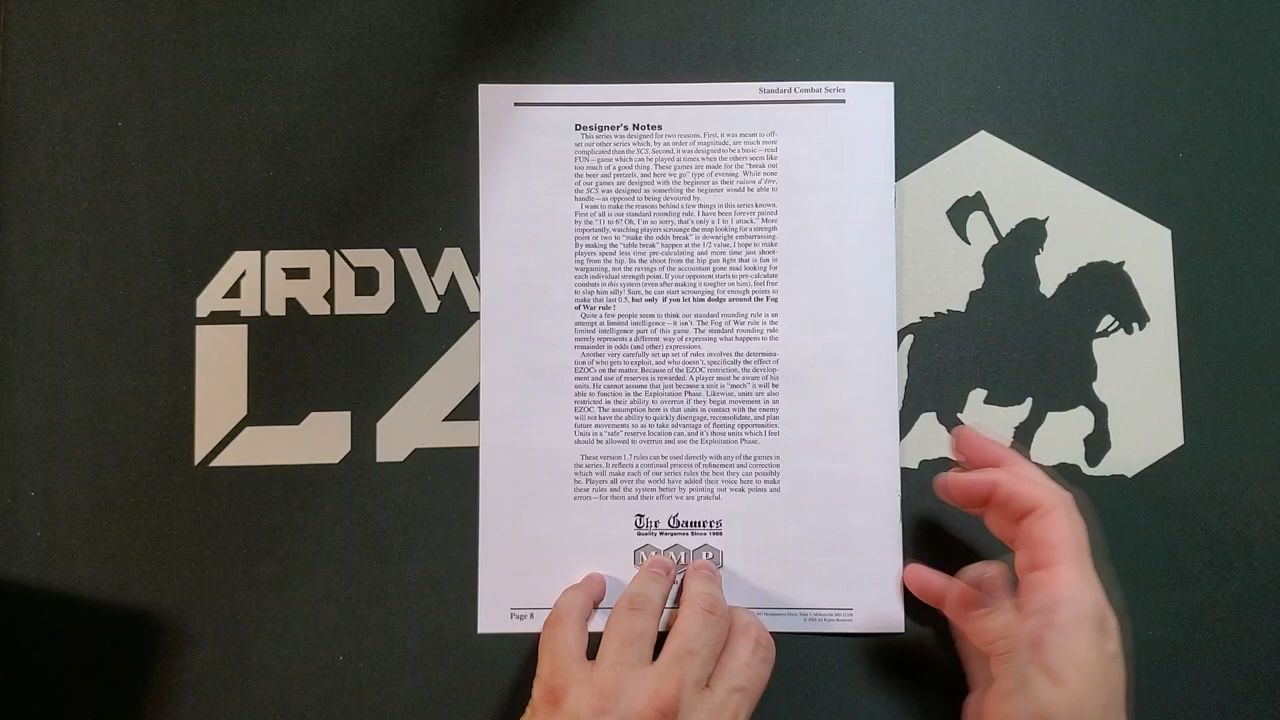 Standard Combat Series
Designer's Notes
This series was designed for two reasons. First, it was meant to off-
set our other series which, by an order of magnitude, are much more
complicated than the SCS. Second, it was designed to be a basic—read
FUN—game which can be played at times when the others seem like
too much of a good thing. These games are made for the "break out
the beer and pretzels, and here we go" type of evening. While none
of our games are designed with the beginner as their raison d'être,
the SCS was designed as something the beginner would be able to
handle—as opposed to being devoured by.
I want to make the reasons behind a few things in this series known.
First of all is our standard rounding rule. I have been forever pained
by the "11 to 6? Oh, I'm so sorry, that's only a 1 to 1 attack." More
importantly, watching players scrounge the map looking for a strength
point or two to "make the odds break" is downright embarrassing.
By making the "table break" happen at the 1/2 value, I hope to make
players spend less time pre-calculating and more time just shoot-
ing from the hip. Its the shoot from the hip gun fight that is fun in
wargaming, not the ravings of the accountant gone mad looking for
each individual strength point. If your opponent starts to pre-calculate
combats in this system (even after making it tougher on him), feel free
to slap him silly! Sure, he can start scrounging for enough points to
make that last 0.5, but only if you let him dodge around the Fog
of War rule !
Quite a few people seem to think our standard rounding rule is an
attempt at limited intelligence—it isn't. The Fog of War rule is the
limited intelligence part of this game. The standard rounding rule
merely represents a different way of expressing what happens to the
remainder in odds (and other) expressions.
Another very carefully set up set of rules involves the determina-
tion of who gets to exploit, and who doesn't, specifically the effect of
EZOCs on the matter. Because of the EZOC restriction, the develop-
ment and use of reserves is rewarded. A player must be aware of his
units. He cannot assume that just because a unit is "mech" it will be
able to function in the Exploitation Phase. Likewise, units are also
restricted in their ability to overrun if they begin movement in an
EZOC. The assumption here is that units in contact with the enemy
will not have the ability to quickly disengage, reconsolidate, and plan
future movements so as to take advantage of fleeting opportunities.
Units in a "safe" reserve location can, and it's those units which I feel
should be allowed to overrun and use the Exploitation Phase.
These version 1.7 rules can be used directly with any of the games in
the series. It reflects a continual process of refinement and correction
which will make each of our series rules the best they can possibly
be. Players all over the world have added their voice here to make
these rules and the system better by pointing out weak points and
errors—for them and their effort we are grateful.
The Gamers
Quality Wargames Since 1988
MMP
Page 8
ARDW
L